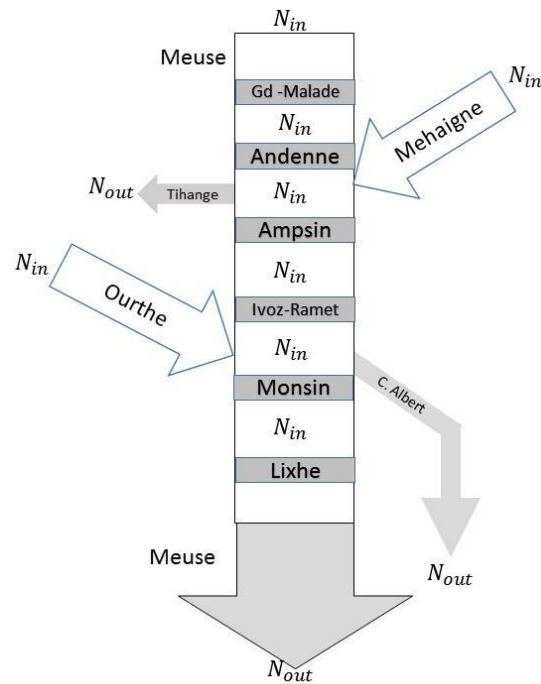 N_in
Meuse
Gd -Malade
N_in
N_in
Mehaigne
Andenne
N_out
Tihange
N_in
Ampsin
N_in
N_in
Ourthe
Ivoz-Ramet
N_in
C. Albert
Monsin
N_in
Lixhe
Meuse
N_out
N_out